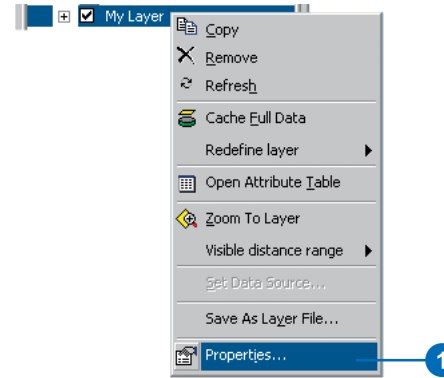 My Layer
Copy
Remove
Refresh
Cache Full Data
Redefine layer
Open Attribute Table
Zoom To Layer
Visible distance range
Set Data Source...
Save As Layer File...
Properties...
1